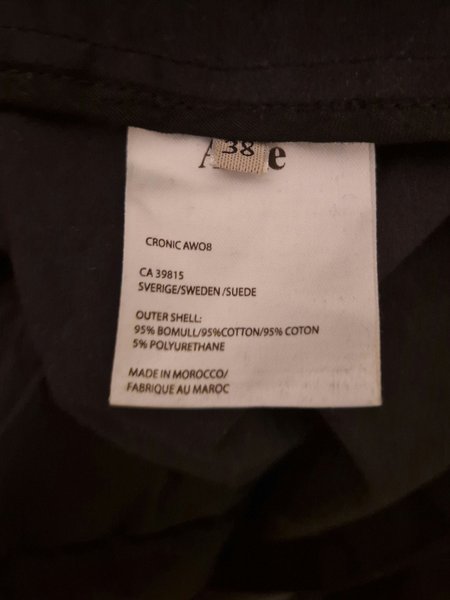 38
CRONIC AW08
CA 39815
SVERIGE/SWEDEN /SUEDE
OUTER SHELL:
95% BOMULL/95%COTTON/95% COTON
5% POLYURETHANE
MADE IN MOROCCO/
FABRIQUE AU MAROC